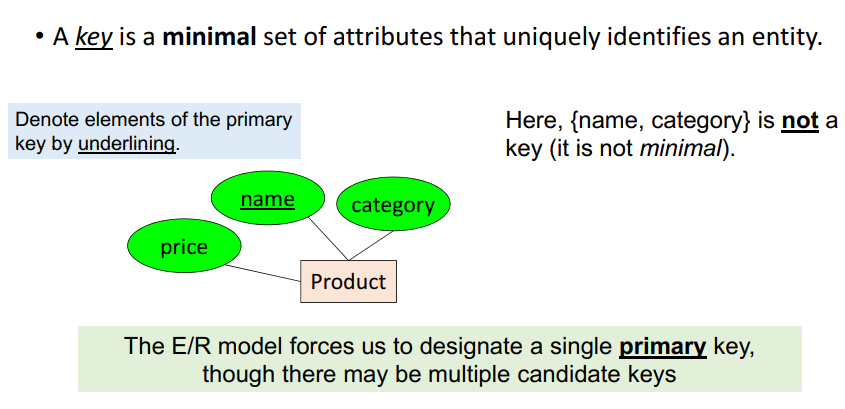 • A key is a minimal set of attributes that uniquely identifies an entity.
Denote elements of the primary
key by underlining.
Here, {name, category} is not a
key (it is not minimal).
name
category
price
Product
The E/R model forces us to designate a single primary key,
though there may be multiple candidate keys